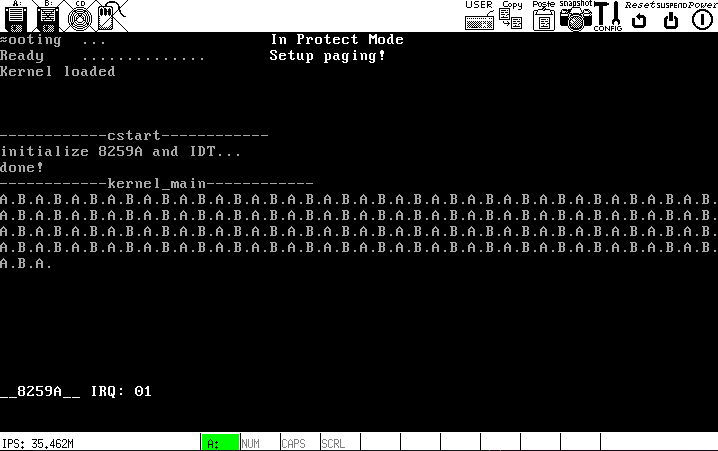 A: B: CD USER Copy Paste snapshot CONFIG Reset SUSPEND Power
≈ooting ... In Protect Mode
Ready .............. Setup paging!
Kernel loaded
------------cstart------------
initialize 8259A and IDT...
done!
------------kernel_main------------
A.B.A.B.A.B.A.B.A.B.A.B.A.B.A.B.A.B.A.B.A.B.A.B.A.B.A.B.A.B.A.B.A.B.A.B.A.B.A.B.
A.B.A.B.A.B.A.B.A.B.A.B.A.B.A.B.A.B.A.B.A.B.A.B.A.B.A.B.A.B.A.B.A.B.A.B.A.B.A.B.
A.B.A.B.A.B.A.B.A.B.A.B.A.B.A.B.A.B.A.B.A.B.A.B.A.B.A.B.A.B.A.B.A.B.A.B.A.B.A.B.
A.B.A.B.A.B.A.B.A.B.A.B.A.B.A.B.A.B.A.B.A.B.A.B.A.B.A.B.A.B.A.B.A.B.A.B.A.B.A.B.
A.B.A.
__8259A__ IRQ: 01
IPS: 35.462M A: NUM CAPS SCRL